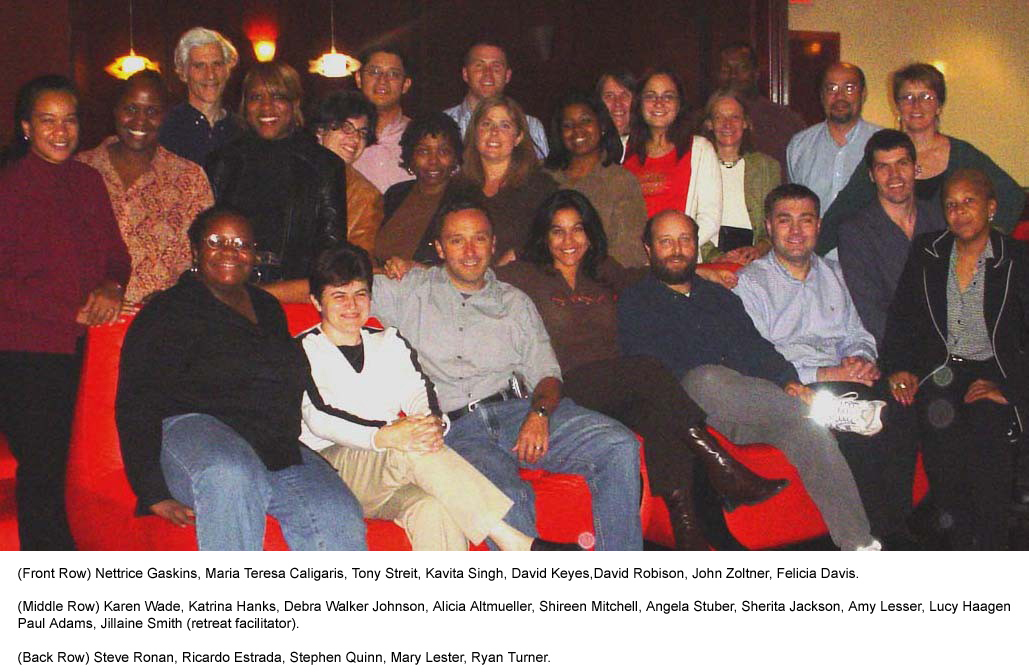 (Front Row) Nettrice Gaskins, Maria Teresa Caligaris, Tony Streit, Kavita Singh, David Keyes,David Robison, John Zoltner, Felicia Davis.
(Middle Row) Karen Wade, Katrina Hanks, Debra Walker Johnson, Alicia Altmueller, Shireen Mitchell, Angela Stuber, Sherita Jackson, Amy Lesser, Lucy Haagen
Paul Adams, Jillaine Smith (retreat facilitator).
(Back Row) Steve Ronan, Ricardo Estrada, Stephen Quinn, Mary Lester, Ryan Turner.